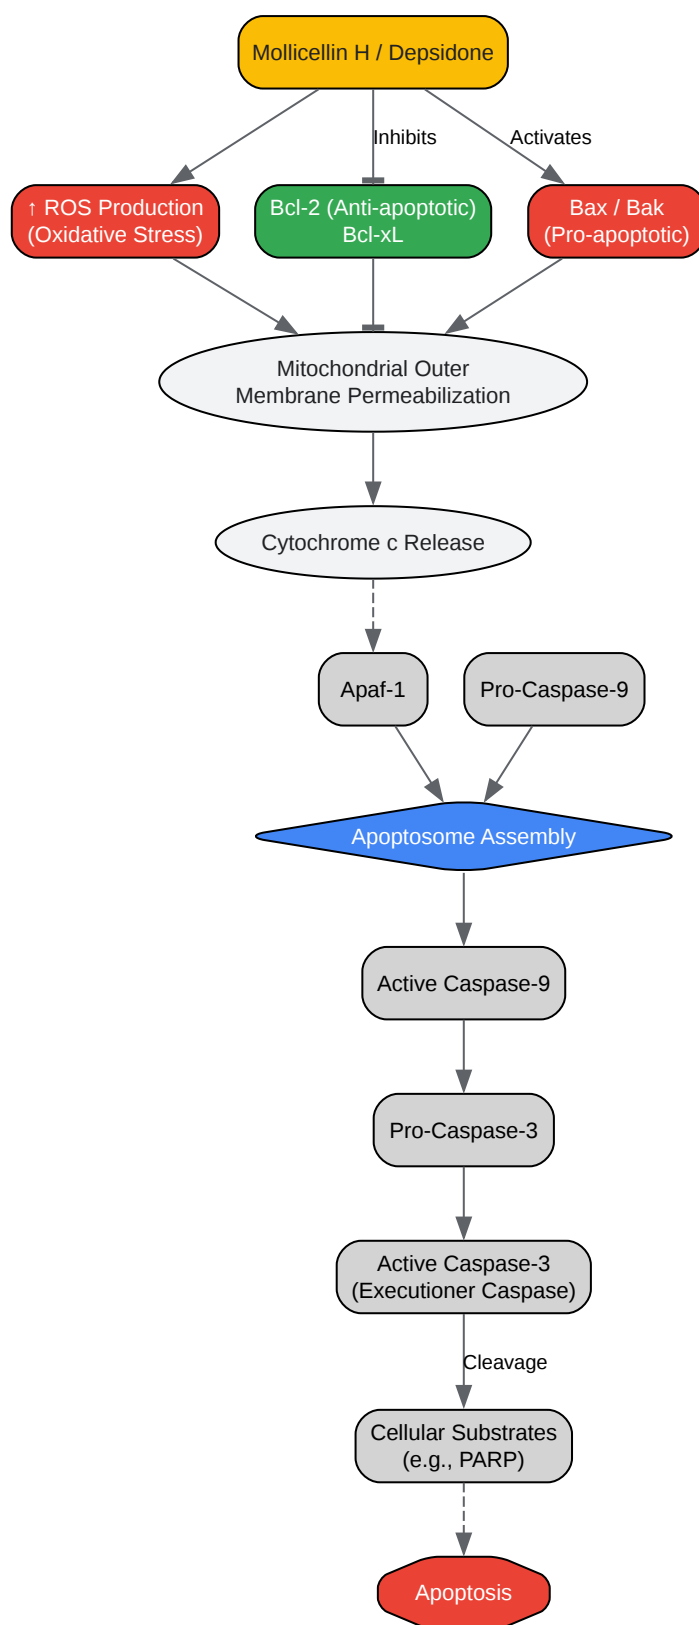 Mollicellin H / Depsidone
Inhibits
Activates
↑ ROS Production
(Oxidative Stress)
Bcl-2 (Anti-apoptotic)
Bcl-xL
Bax / Bak
(Pro-apoptotic)
Mitochondrial Outer
Membrane Permeabilization
Cytochrome c Release
Apaf-1
Pro-Caspase-9
Apoptosome Assembly
Active Caspase-9
Pro-Caspase-3
Active Caspase-3
(Executioner Caspase)
Cleavage
Cellular Substrates
(e.g., PARP)
Apoptosis